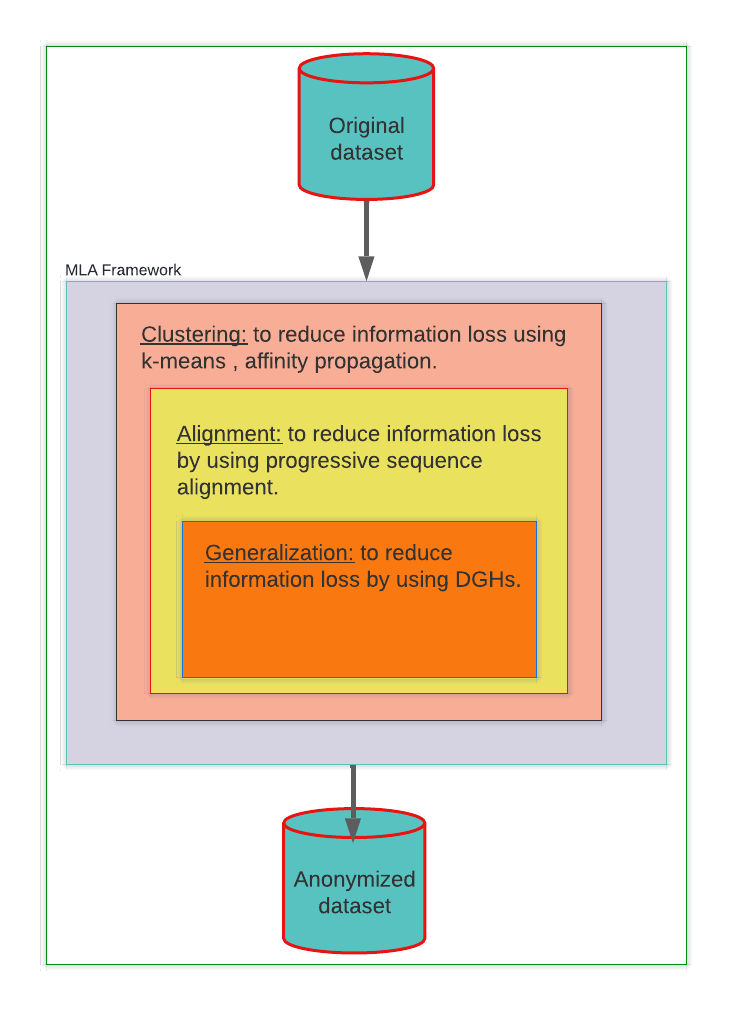 Original
dataset
MLA Framework
Clustering: to reduce information loss using
k-means , affinity propagation.
Alignment: to reduce information loss
by using progressive sequence
alignment.
Generalization: to reduce
information loss by using DGHs.
Anonymized
dataset